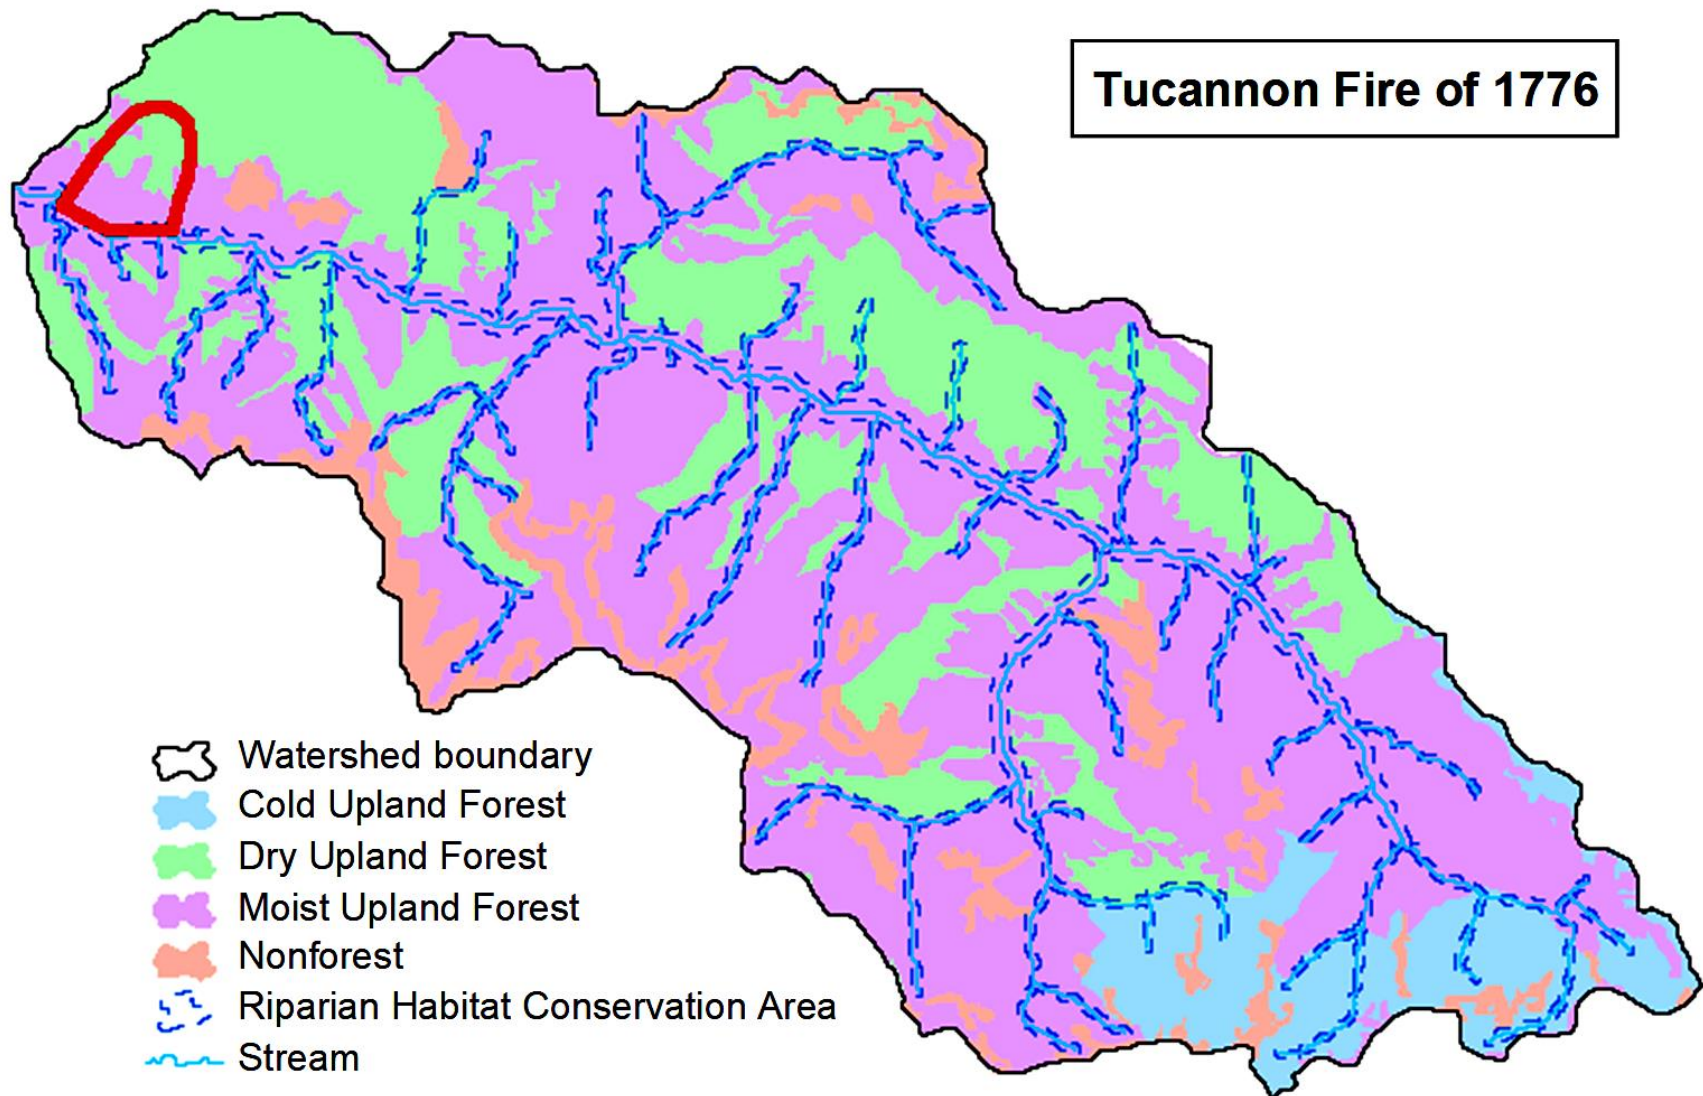 Tucannon Fire of 1776
Watershed boundary
Cold Upland Forest
Dry Upland Forest
Moist Upland Forest
Nonforest
Riparian Habitat Conservation Area
Stream